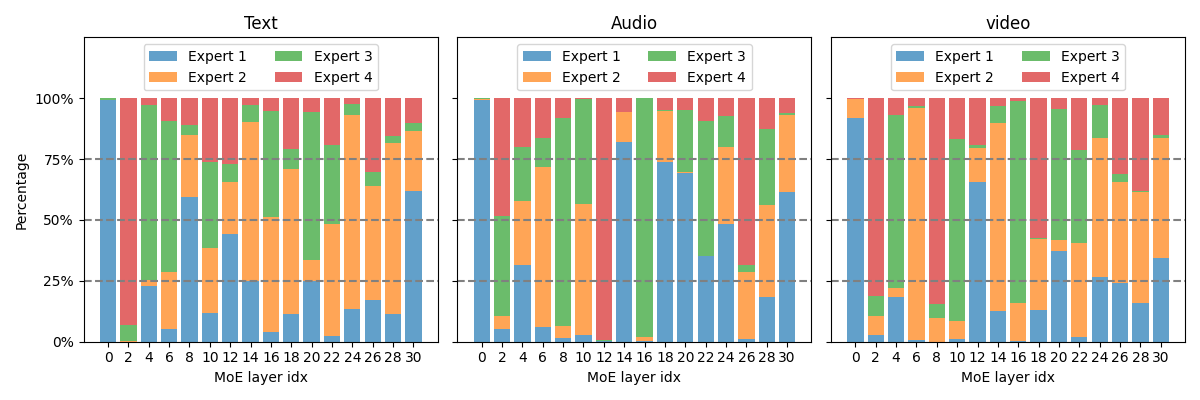 Text
Audio
video
Expert 1
Expert 3
Expert 2
Expert 4
Expert 1
Expert 3
Expert 2
Expert 4
Expert 1
Expert 3
Expert 2
Expert 4
100%
75%
50%
25%
0%
Percentage
0 2 4 6 8 10 12 14 16 18 20 22 24 26 28 30
0 2 4 6 8 10 12 14 16 18 20 22 24 26 28 30
0 2 4 6 8 10 12 14 16 18 20 22 24 26 28 30
MoE layer idx
MoE layer idx
MoE layer idx